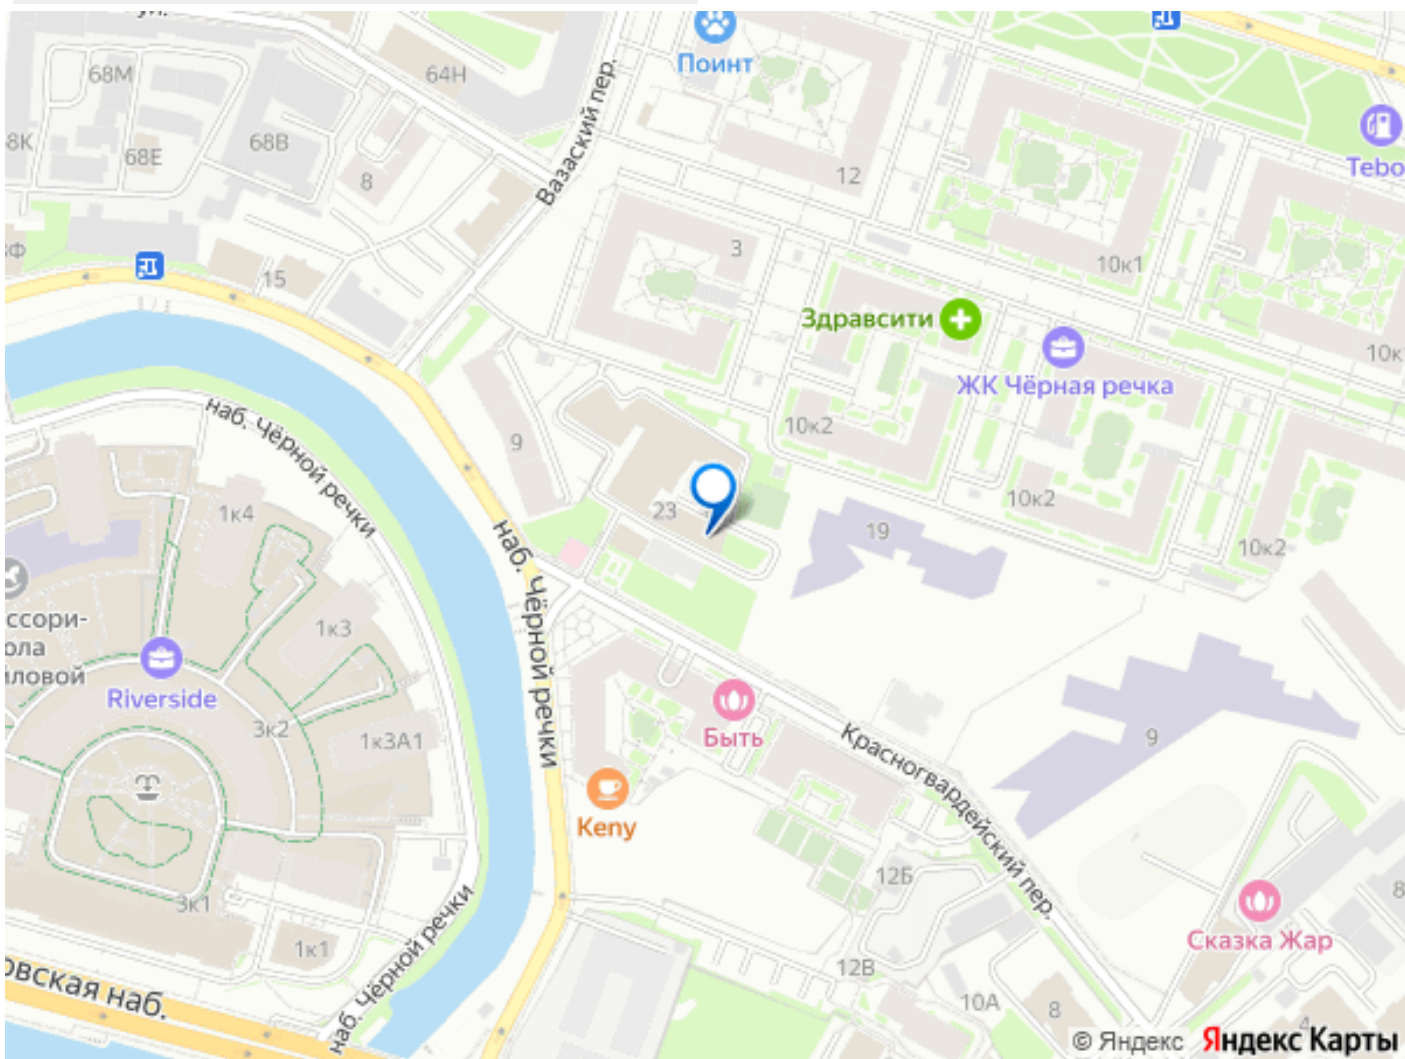 ул.
Поинт
68М
64Н
Tebo
8К
68Е
68В
8
Вазаский пер.
12
3
10к1
15
Здравсити
ЖК Чёрная речка
10к
наб. Чёрной речки
9
10к2
1к4
23
19
10к2
10к2
наб. Чёрной речки
ссори-
ола
иловой
1к3
Riverside
3к2
1к3А1
Быть
Красногвардейский пер.
9
Keny
12Б
3к1
1к1
наб. Чёрной речки
Сказка Жар
8
12В
10А
8
4
овская наб.
© Яндекс Яндекс Карты